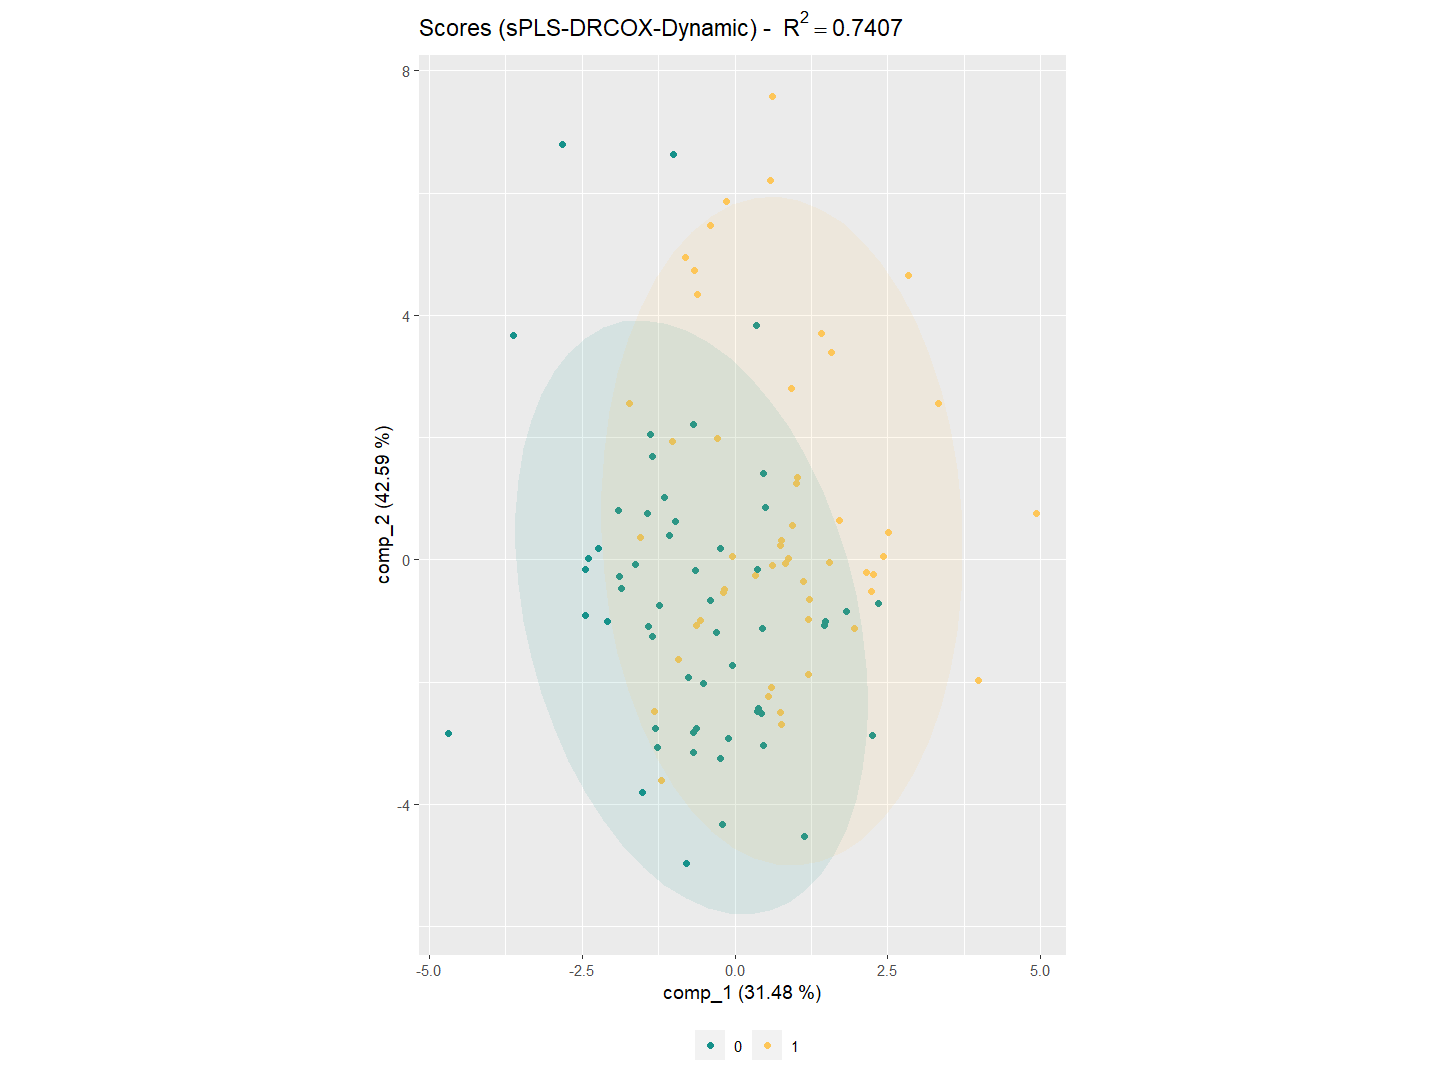 Scores (sPLS-DRCOX-Dynamic) - R² = 0.7407
8
4
0
-4
comp_2 (42.59 %)
-5.0 -2.5 0.0 2.5 5.0
comp_1 (31.48 %)
0 1